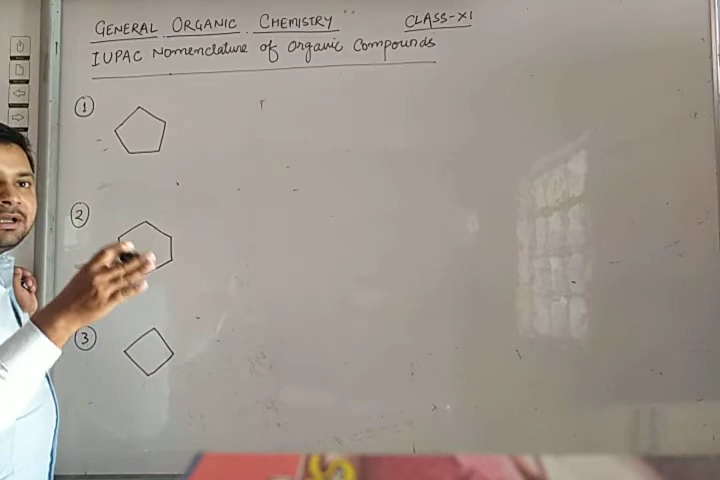 GENERAL ORGANIC CHEMISTRY CLASS-XI
IUPAC Nomenclature of Organic Compounds
1
2
3